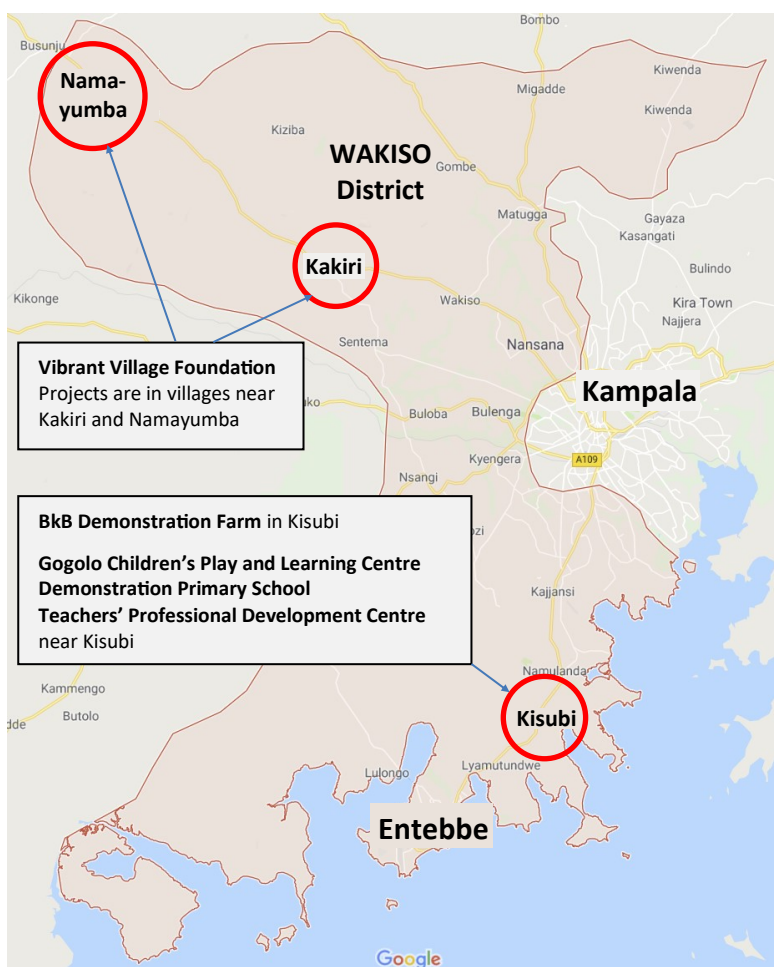 Bombo
Busunju
Kiwenda
Nama-
yumba
Migadde
Kiwenda
Kiziba
WAKISO
District
Gombe
Matugga
Gayaza
Kasangati
Kakiri
Bulindo
Kikonge
Wakiso
Kira Town
Najjera
Sentema
Nansana
Vibrant Village Foundation
Projects are in villages near
Kakiri and Namayumba
Kampala
uko
Buloba
Bulenga
Kyengera
A109
Nsangi
BkB Demonstration Farm in Kisubi
Gogolo Children's Play and Learning Centre
Demonstration Primary School
Teachers' Professional Development Centre
near Kisubi
ozi
Kajjansi
Namulanda
Kammengo
Butolo
dde
Kisubi
Lulongo
Lyamutundwe
Entebbe
Google